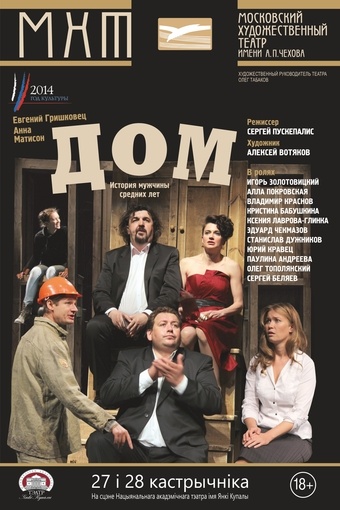 МХТ
МОСКОВСКИЙ
ХУДОЖЕСТВЕННЫЙ
ТЕАТР
ИМЕНИ А.П.ЧЕХОВА
ХУДОЖЕСТВЕННЫЙ РУКОВОДИТЕЛЬ ТЕАТРА
ОЛЕГ ТАБАКОВ
2014
ГОД КУЛЬТУРЫ
Евгений Гришковец
Анна
Матисон
ДОМ
История мужчины
средних лет
Режиссер
СЕРГЕЙ ПУСКЕПАЛИС
Художник
АЛЕКСЕЙ ВОТЯКОВ
В ролях
ИГОРЬ ЗОЛОТОВИЦКИЙ
АЛЛА ПОКРОВСКАЯ
ВЛАДИМИР КРАСНОВ
КРИСТИНА БАБУШКИНА
КСЕНИЯ ЛАВРОВА-ГЛИНКА
ЭДУАРД ЧЕКМАЗОВ
СТАНИСЛАВ ДУЖНИКОВ
ЮРИЙ КРАВЕЦ
ПАУЛИНА АНДРЕЕВА
ОЛЕГ ТОПОЛЯНСКИЙ
СЕРГЕЙ БЕЛЯЕВ
ТЭАТР
27 і 28 кастрычніка
На сцэне Нацыянальнага акадэмічнага тэатра імя Янкі Купалы
18+